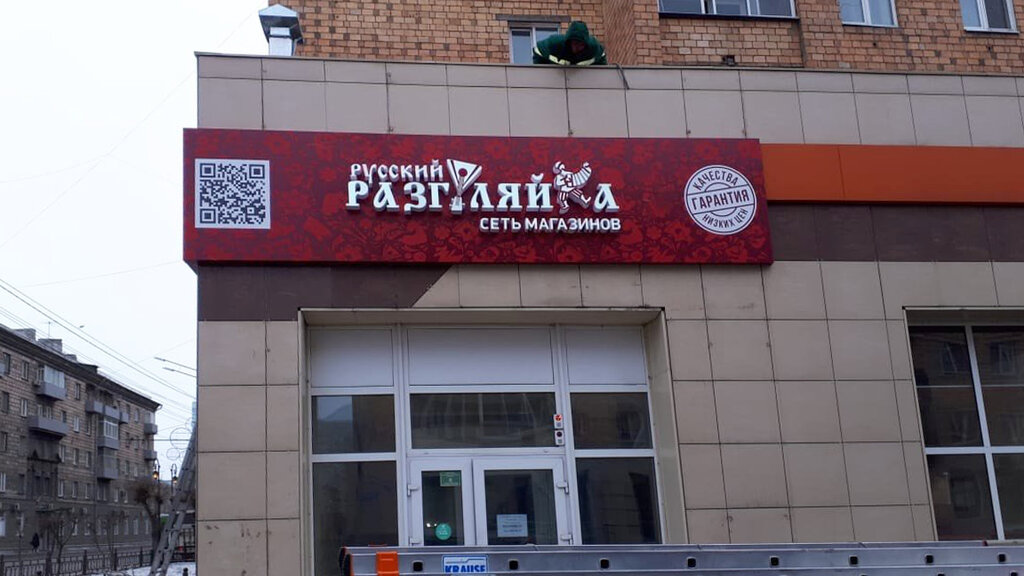 РУССКИЙ
РАЗГУЛЯЙКА
СЕТЬ МАГАЗИНОВ
КАЧЕСТВА
ГАРАНТИЯ
НИЗКИХ ЦЕН
KRAUSE